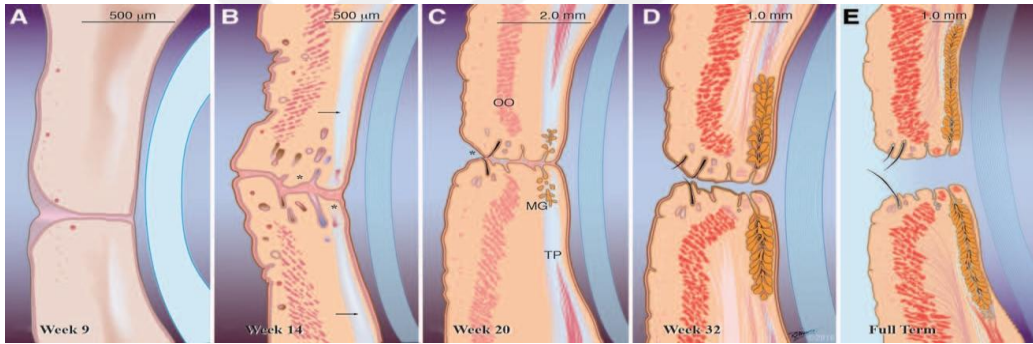 A
500 µm
Week 9
B
500 µm
*
*
Week 14
C
2.0 mm
OO
*
MG
TP
Week 20
D
1.0 mm
Week 32
E
1.0 mm
Full Term